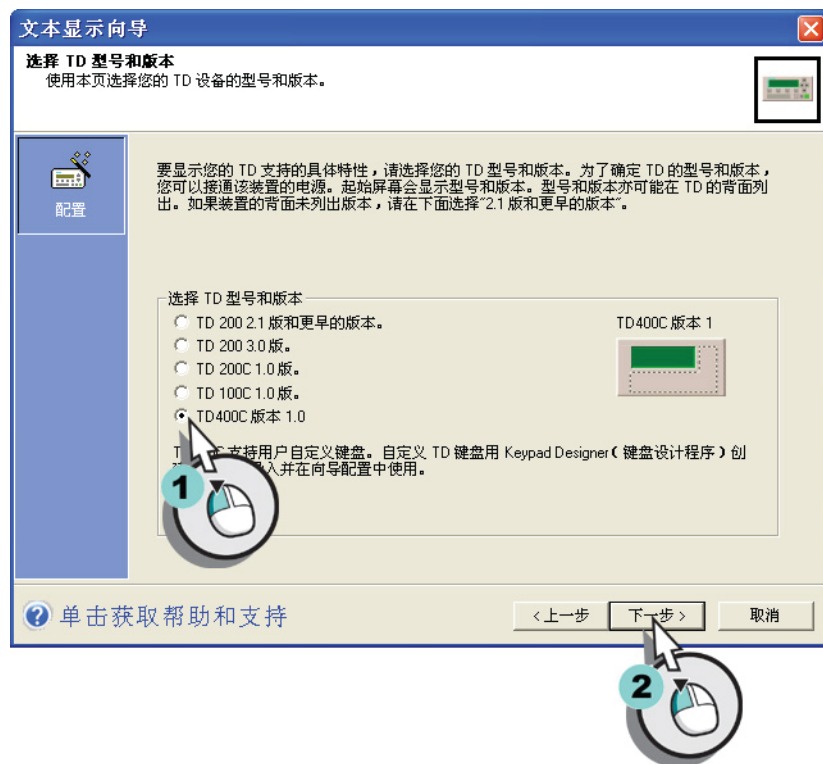 文本显示向导
选择 TD 型号和版本
使用本页选择您的 TD 设备的型号和版本。
配置
要显示您的 TD 支持的具体特性，请选择您的 TD 型号和版本。为了确定 TD 的型号和版本，
您可以接通该装置的电源。起始屏幕会显示型号和版本。型号和版本亦可能在 TD 的背面列
出。如果装置的背面未列出版本，请在下面选择“2.1 版和更早的版本”。
选择 TD 型号和版本
TD 200 2.1 版和更早的版本。
TD 200 3.0 版。
TD 200C 1.0 版。
TD 100C 1.0 版。
TD400C 版本 1.0
TD400C 版本 1
支持用户自定义键盘。自定义 TD 键盘用 Keypad Designer（键盘设计程序）创
入并在向导配置中使用。
1
单击获取帮助和支持
<上一步
下一步>
取消
2